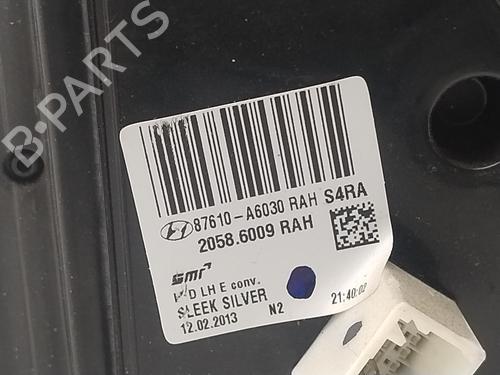 B-PARTS
87610-A6030 RAH S4RA
2058.6009 RAH
smr
LH E conv.
SLEEK SILVER
12.02.2013 N2 21:40:02